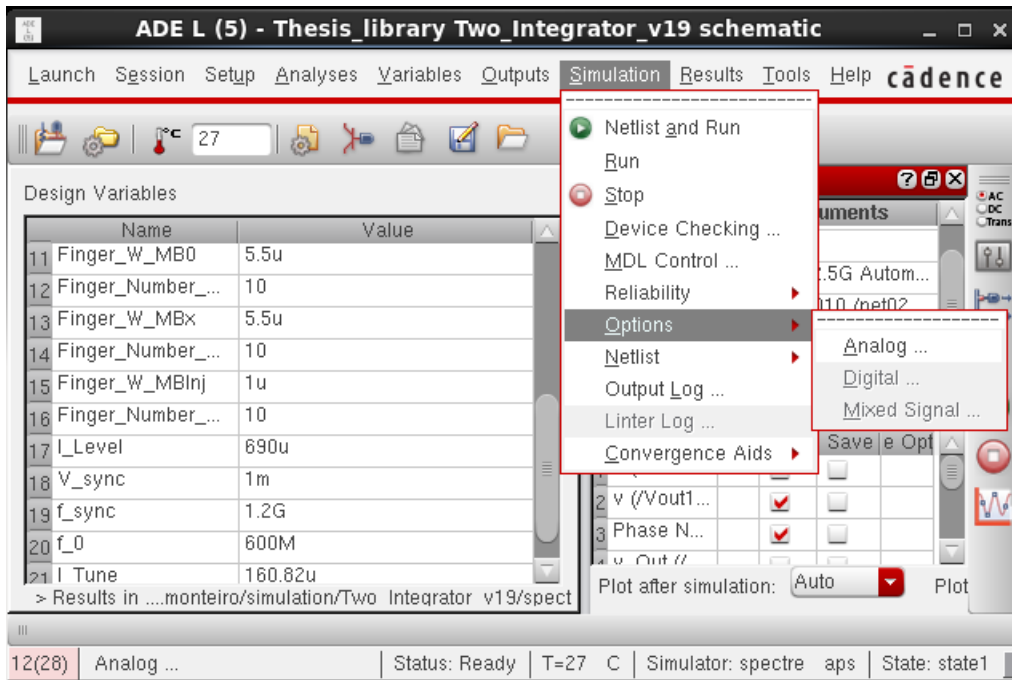 ADE L (5) - Thesis_library Two_Integrator_v19 schematic
Launch Session Setup Analyses Variables Outputs Simulation Results Tools Help cādence
°C 27
Design Variables
Name Value
11 Finger_W_MB0 5.5u
12 Finger_Number_... 10
13 Finger_W_MBx 5.5u
14 Finger_Number_... 10
15 Finger_W_MBInj 1u
16 Finger_Number_... 10
17 I_Level 690u
18 V_sync 1m
19 f_sync 1.2G
20 f_0 600M
21 I_Tune 160.82u
> Results in ....monteiro/simulation/Two_Integrator_v19/spect
Netlist and Run
Run
Stop
Device Checking ...
MDL Control ...
Reliability
Options
Netlist
Output Log ...
Linter Log ...
Convergence Aids
Analog ...
Digital ...
Mixed Signal ...
AC
DC
Trans
uments
.5G Autom...
010 /net02
Save e Opt
2 v (/Vout1...
3 Phase N...
4 v_Out (/
Plot after simulation: Auto Plot
12(28) Analog ... Status: Ready T=27 C Simulator: spectre aps State: state1